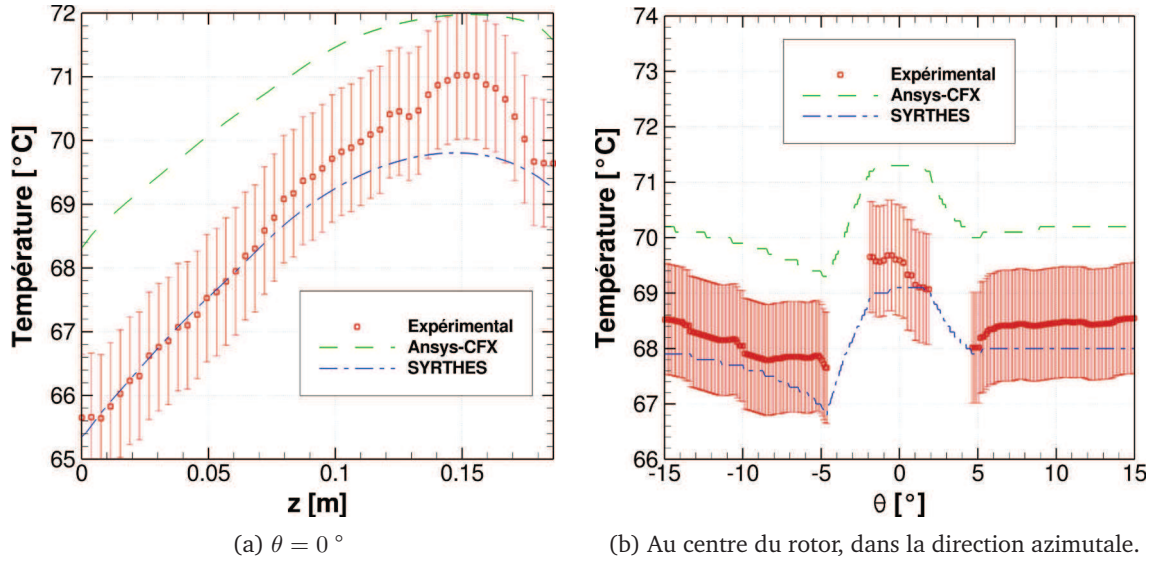 72
71
70
69
68
67
66
65
0
0.05
0.1
0.15
Température [°C]
z [m]
Expérimental
Ansys-CFX
SYRTHES
(a) θ = 0 °
74
73
72
71
70
69
68
67
66
-15
-10
-5
0
5
10
15
Température [°C]
θ [°]
Expérimental
Ansys-CFX
SYRTHES
(b) Au centre du rotor, dans la direction azimutale.